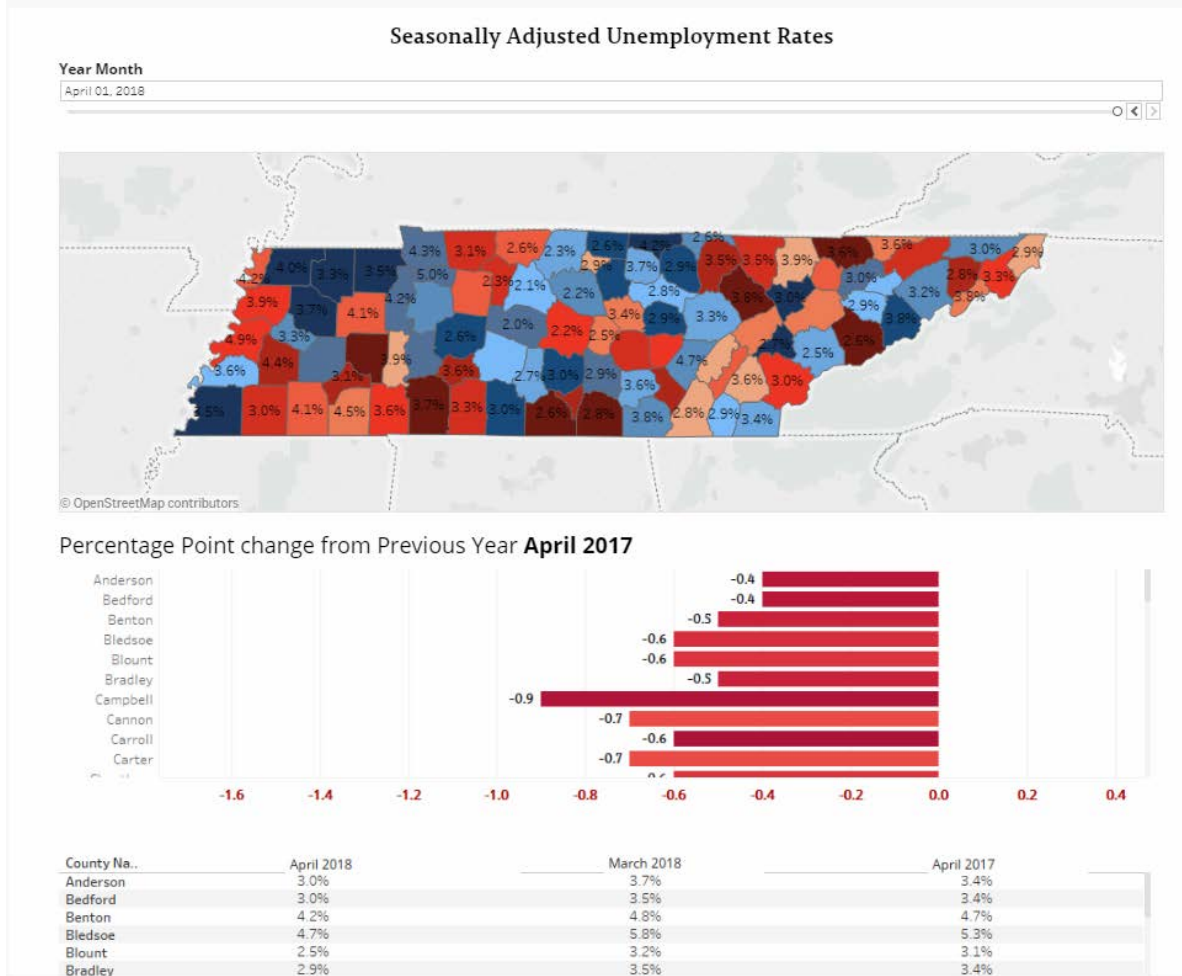 Seasonally Adjusted Unemployment Rates
Year Month
April 01, 2018
2.6%
4.3% 3.1% 2.6% 2.3% 2.6% 4.2% 3.5% 3.5% 3.9% 3.6% 3.6% 3.0% 2.9%
4.2% 4.0% 3.3% 3.5% 5.0% 2.3% 2.1% 2.9% 3.7% 2.9% 3.0% 2.8% 3.3%
3.9% 3.7% 4.1% 4.2% 2.2% 2.8% 3.8% 3.0% 2.9% 3.2% 3.8%
4.9% 3.3% 2.6% 2.0% 2.2% 2.5% 3.4% 2.9% 3.3% 2.7% 2.5% 2.6% 3.8%
3.6% 4.4% 3.1% 3.9% 3.6% 2.7% 3.0% 2.9% 3.6% 4.7% 3.6% 3.0%
3.5% 3.0% 4.1% 4.5% 3.6% 3.7% 3.3% 3.0% 2.6% 2.8% 3.8% 2.8% 2.9% 3.4%
© OpenStreetMap contributors
Percentage Point change from Previous Year April 2017
Anderson -0.4
Bedford -0.4
Benton -0.5
Bledsoe -0.6
Blount -0.6
Bradley -0.5
Campbell -0.9
Cannon -0.7
Carroll -0.6
Carter -0.7
-1.6 -1.4 -1.2 -1.0 -0.8 -0.6 -0.4 -0.2 0.0 0.2 0.4
County Na.. April 2018 March 2018 April 2017
Anderson 3.0% 3.7% 3.4%
Bedford 3.0% 3.5% 3.4%
Benton 4.2% 4.8% 4.7%
Bledsoe 4.7% 5.8% 5.3%
Blount 2.5% 3.2% 3.1%
Bradley 2.9% 3.5% 3.4%